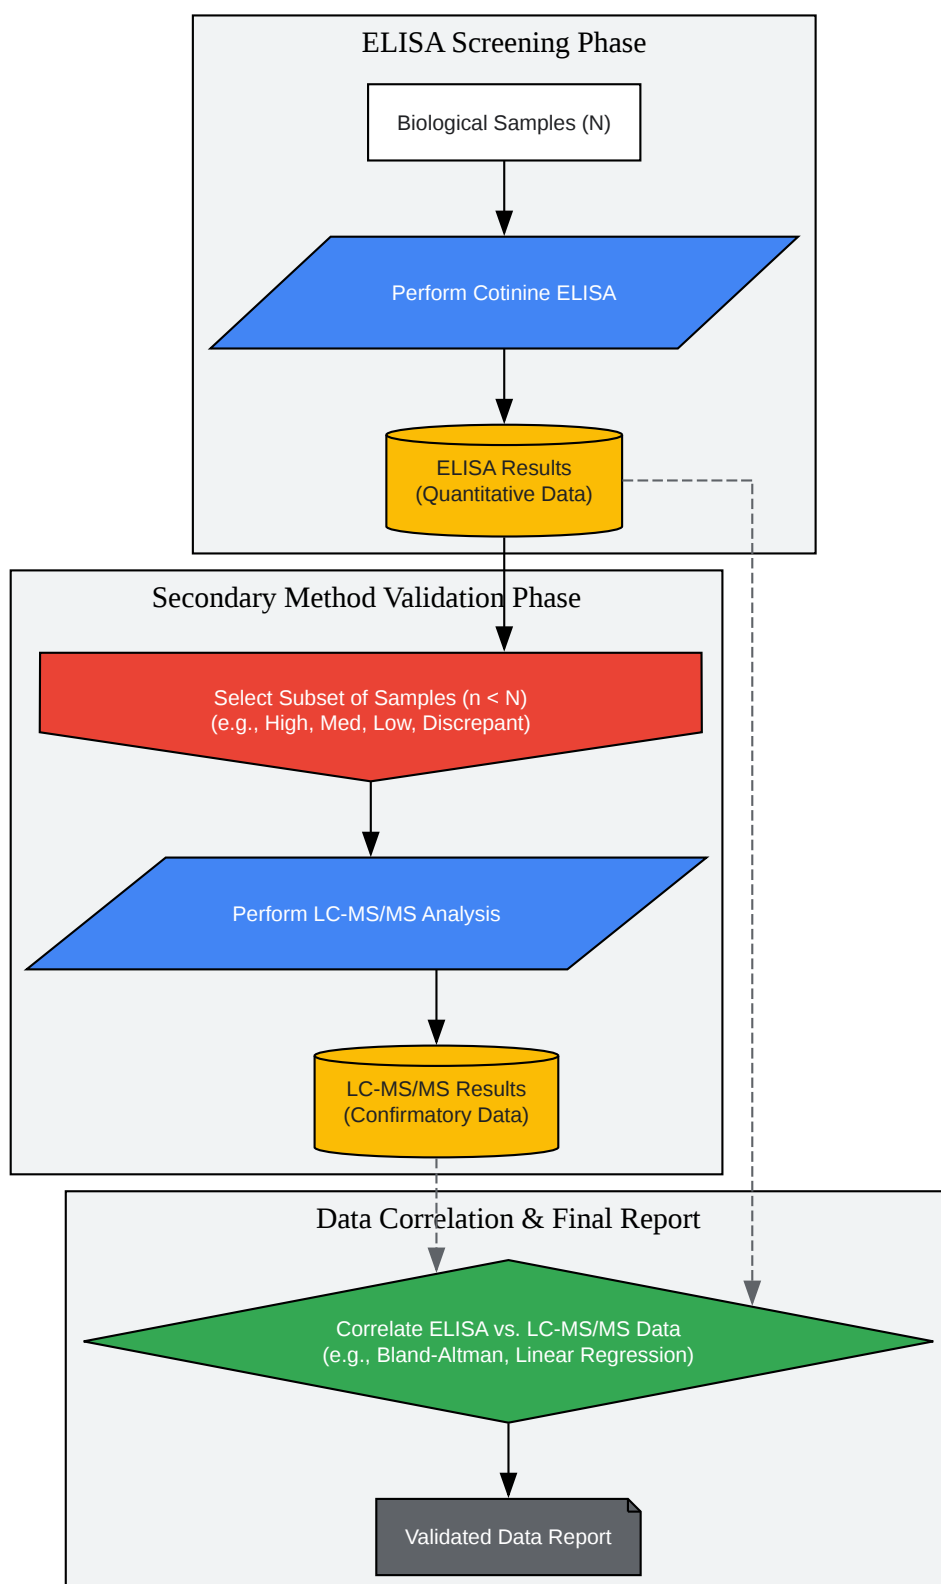 ELISA Screening Phase
Biological Samples (N)
Perform Cotinine ELISA
ELISA Results
(Quantitative Data)
Secondary Method Validation Phase
Select Subset of Samples (n < N)
(e.g., High, Med, Low, Discrepant)
Perform LC-MS/MS Analysis
LC-MS/MS Results
(Confirmatory Data)
Data Correlation & Final Report
Correlate ELISA vs. LC-MS/MS Data
(e.g., Bland-Altman, Linear Regression)
Validated Data Report